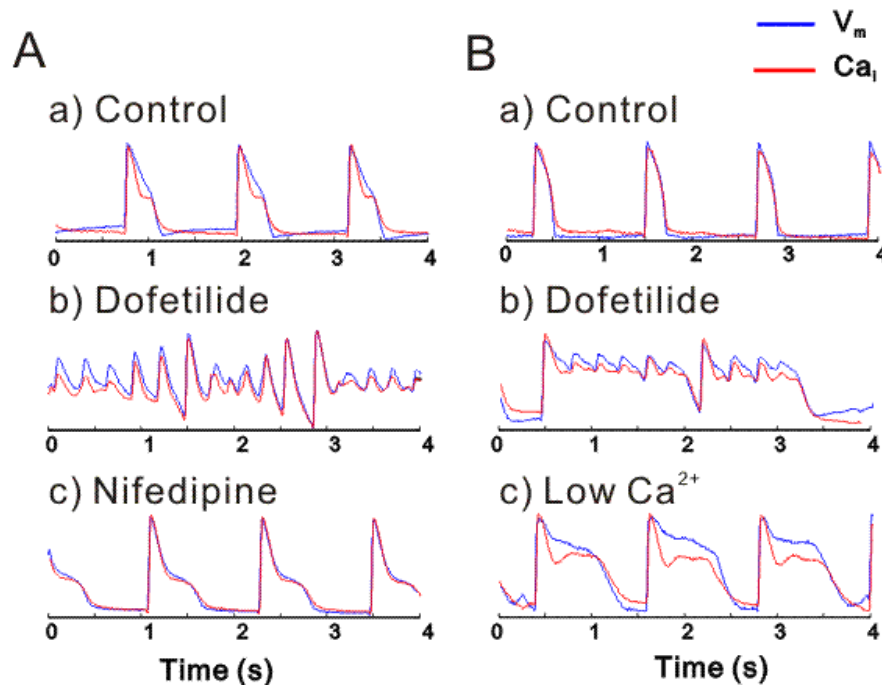 A
a) Control
0 1 2 3 4
b) Dofetilide
0 1 2 3 4
c) Nifedipine
0 1 2 3 4
Time (s)
Vm
Cai
B
a) Control
0 1 2 3 4
b) Dofetilide
0 1 2 3 4
c) Low Ca2+
0 1 2 3 4
Time (s)